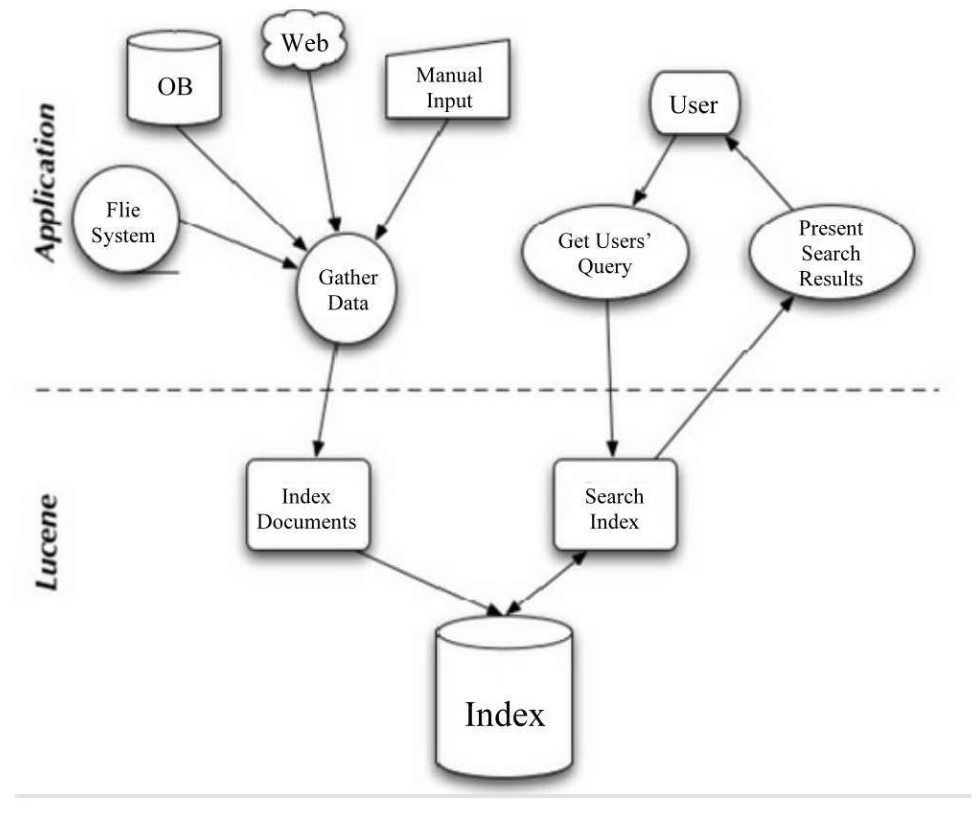 Application
OB
Web
Manual
Input
User
Flie
System
Gather
Data
Get Users’
Query
Present
Search
Results
Lucene
Index
Documents
Search
Index
Index